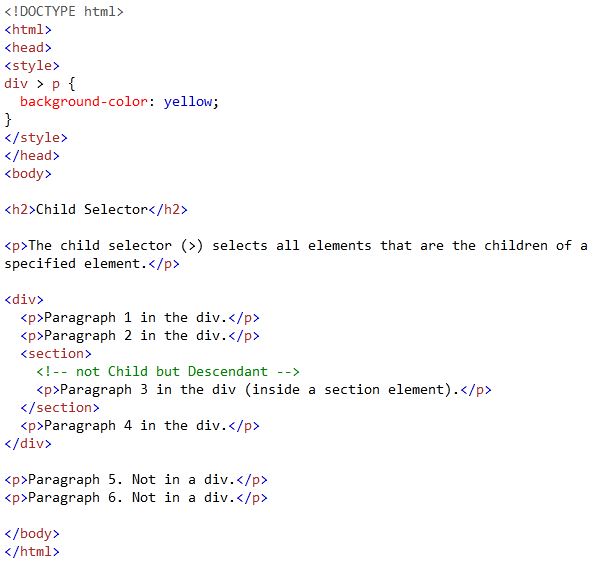 <!DOCTYPE html>
<html>
<head>
<style>
div > p {
  background-color: yellow;
}
</style>
</head>
<body>

<h2>Child Selector</h2>

<p>The child selector (>) selects all elements that are the children of a
specified element.</p>

<div>
  <p>Paragraph 1 in the div.</p>
  <p>Paragraph 2 in the div.</p>
  <section>
    <!-- not Child but Descendant -->
    <p>Paragraph 3 in the div (inside a section element).</p>
  </section>
  <p>Paragraph 4 in the div.</p>
</div>

<p>Paragraph 5. Not in a div.</p>
<p>Paragraph 6. Not in a div.</p>

</body>
</html>